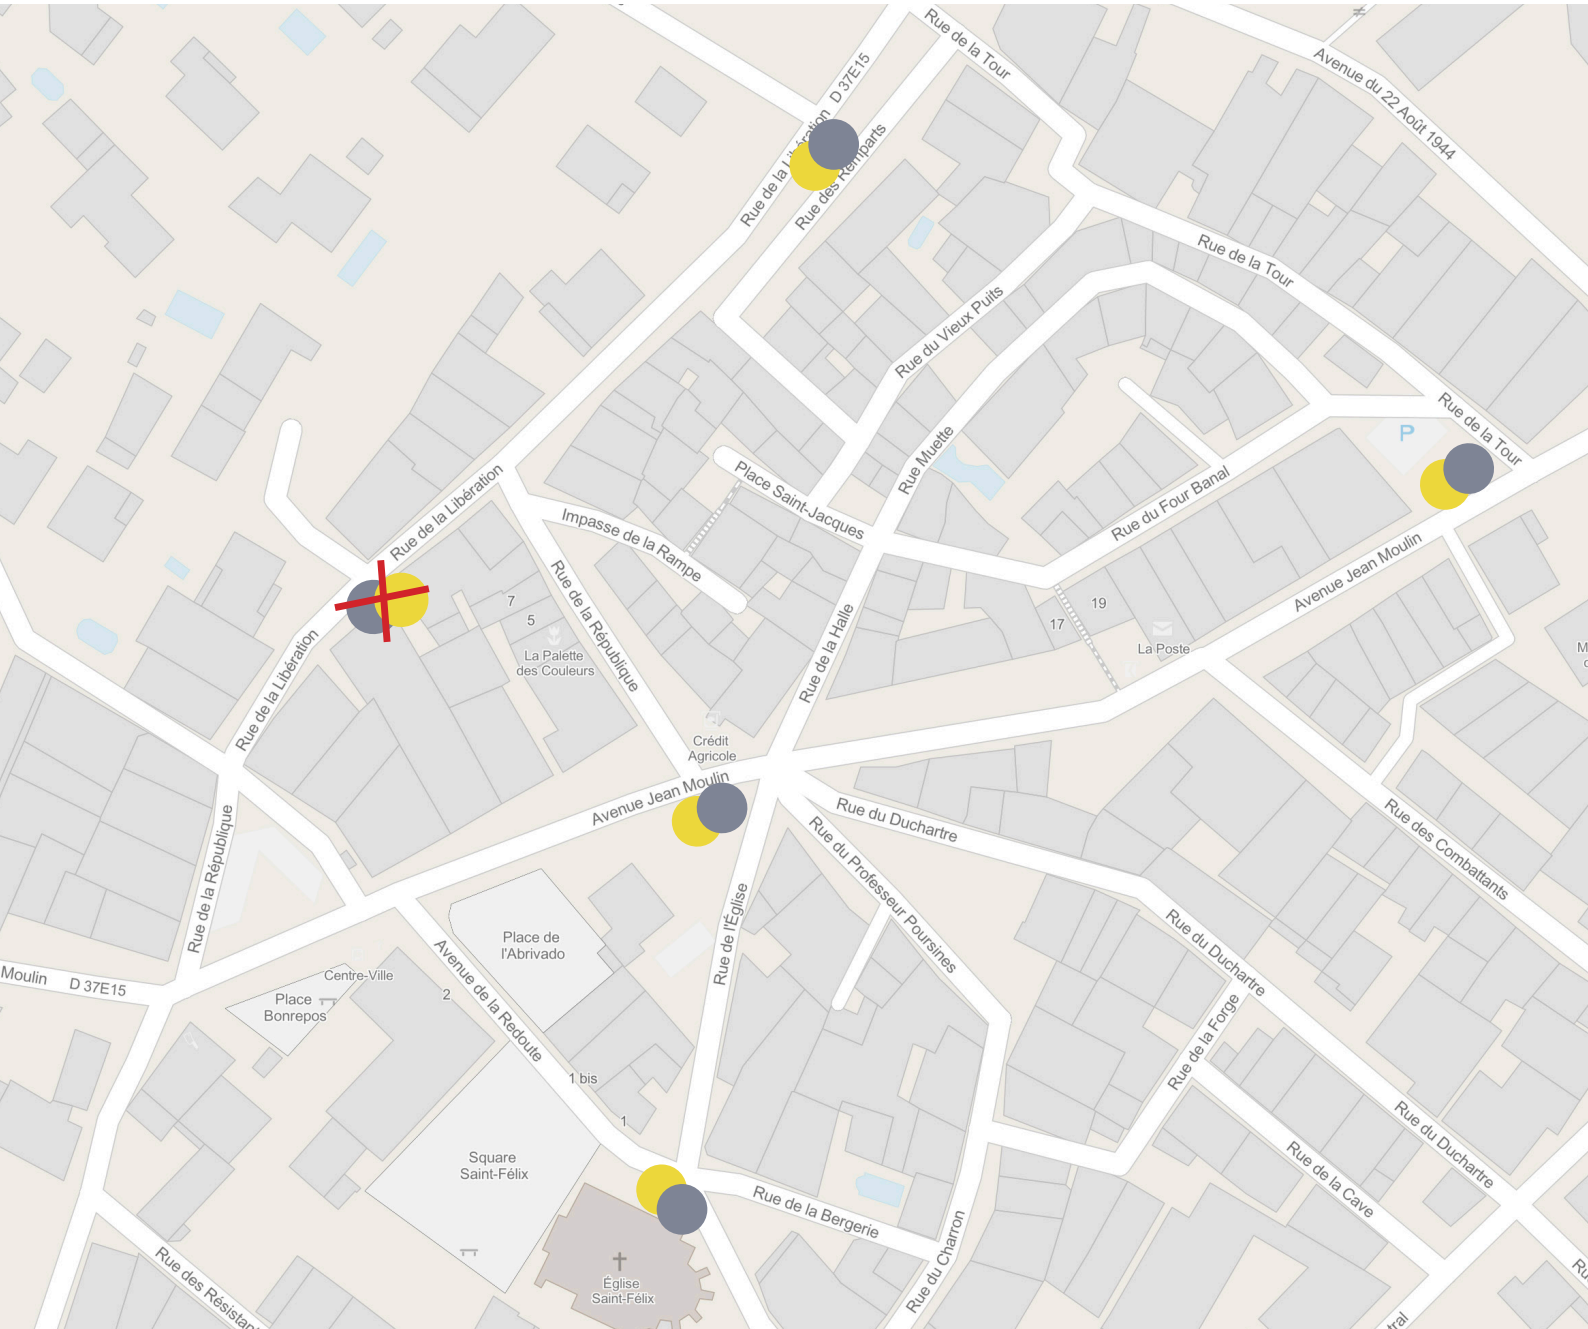 Rue de la Tour
Avenue du 22 Août 1944
D 37E15
Rue de la Libération
Rue des Remparts
Rue de la Tour
Rue du Vieux Puits
Rue de la Tour
P
Rue Muette
Place Saint-Jacques
Rue du Four Banal
Rue de la Libération
Impasse de la Rampe
Avenue Jean Moulin
Rue de la République
7
5
19
17
La Poste
La Palette
des Couleurs
Rue de la Halle
Rue de la Libération
Crédit
Agricole
Avenue Jean Moulin
Rue du Duchartre
Rue des Combattants
Rue de la République
Rue du Professeur Poursines
Rue de l'Église
Place de
l'Abrivado
Rue du Duchartre
Moulin
D 37E15
Centre-Ville
Place
Bonrepos
2
Avenue de la Redoute
Rue de la Forge
1 bis
1
Rue du Duchartre
Square
Saint-Félix
Rue de la Cave
Rue de la Bergerie
Rue du Charron
Église
Saint-Félix
Rue des Résistan